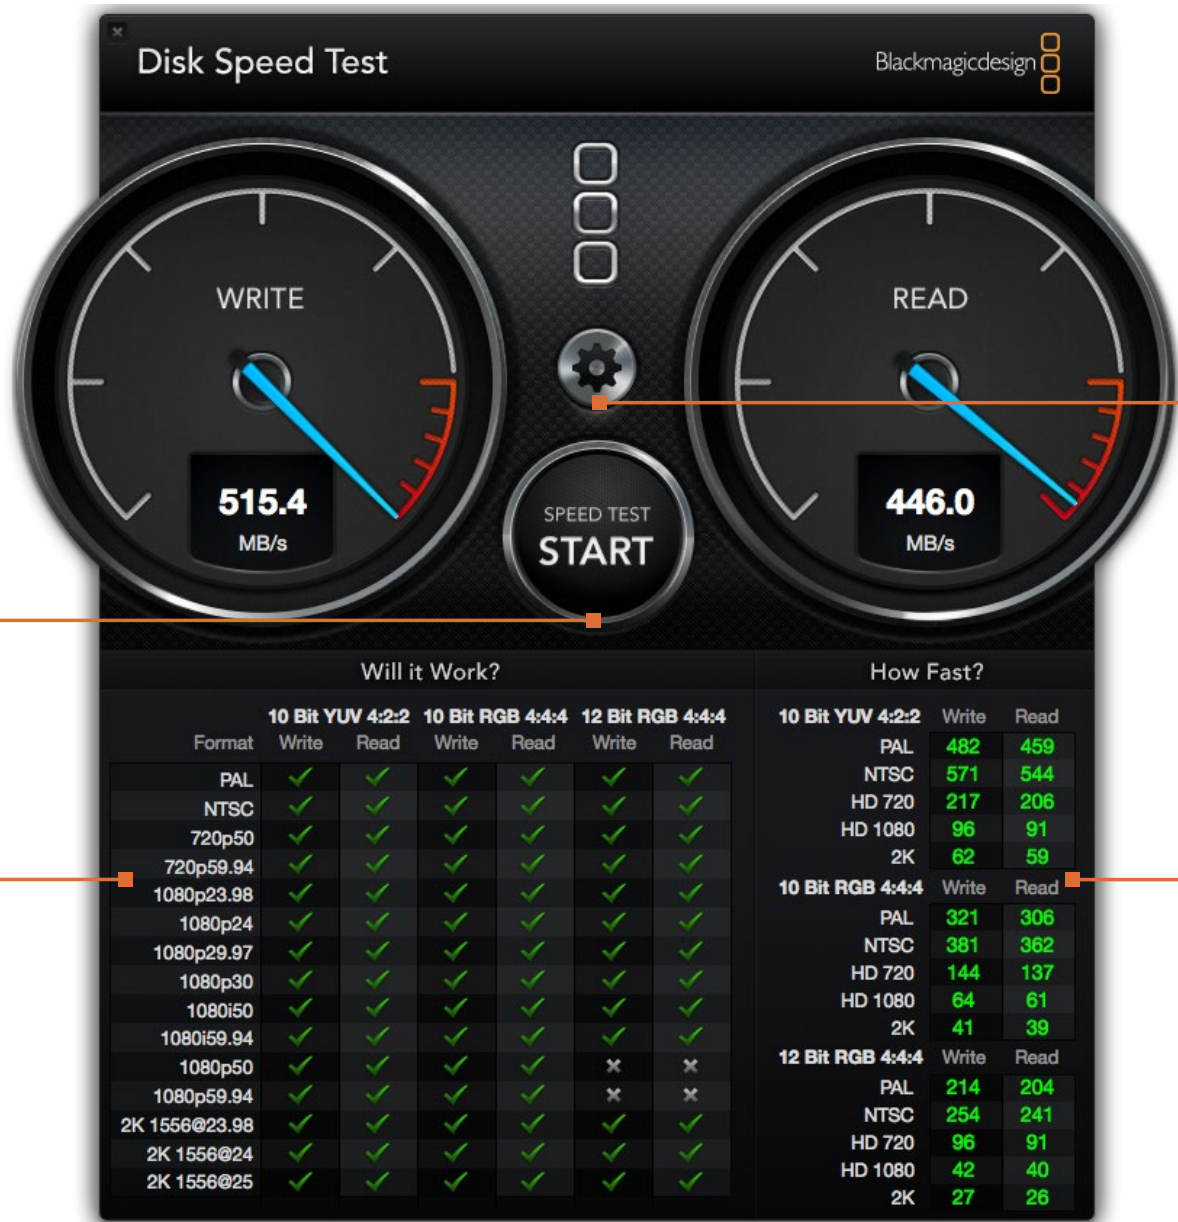 Disk Speed Test
Blackmagicdesign
WRITE
READ
515.4
MB/s
446.0
MB/s
SPEED TEST
START
Will it Work?
How Fast?
10 Bit YUV 4:2:2 10 Bit RGB 4:4:4 12 Bit RGB 4:4:4
Format Write Read Write Read Write Read
PAL
NTSC
720p50
720p59.94
1080p23.98
1080p24
1080p29.97
1080p30
1080i50
1080i59.94
1080p50
1080p59.94
2K 1556@23.98
2K 1556@24
2K 1556@25
10 Bit YUV 4:2:2 Write Read
PAL 482 459
NTSC 571 544
HD 720 217 206
HD 1080 96 91
2K 62 59
10 Bit RGB 4:4:4 Write Read
PAL 321 306
NTSC 381 362
HD 720 144 137
HD 1080 64 61
2K 41 39
12 Bit RGB 4:4:4 Write Read
PAL 214 204
NTSC 254 241
HD 720 96 91
HD 1080 42 40
2K 27 26